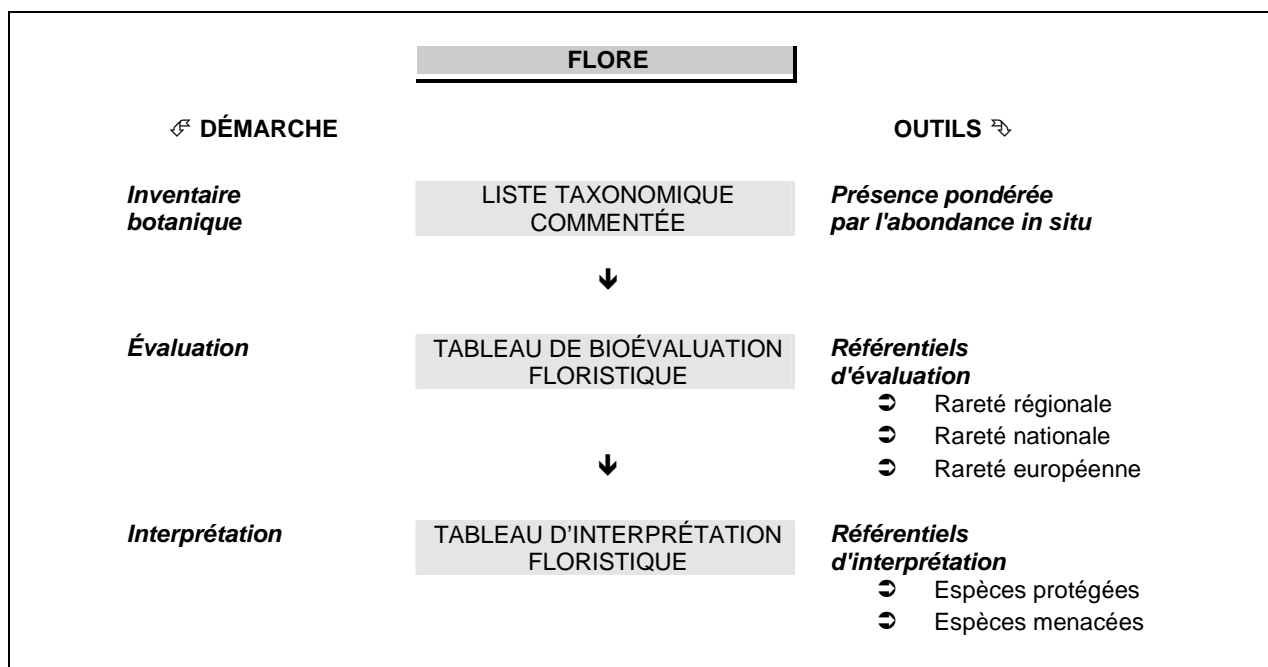 FLORE
DÉMARCHE
OUTILS
Inventaire
botanique
LISTE TAXONOMIQUE
COMMENTÉE
Présence pondérée
par l'abondance in situ
Évaluation
TABLEAU DE BIOÉVALUATION
FLORISTIQUE
Référentiels
d'évaluation
Rareté régionale
Rareté nationale
Rareté européenne
Interprétation
TABLEAU D’INTERPRÉTATION
FLORISTIQUE
Référentiels
d'interprétation
Espèces protégées
Espèces menacées